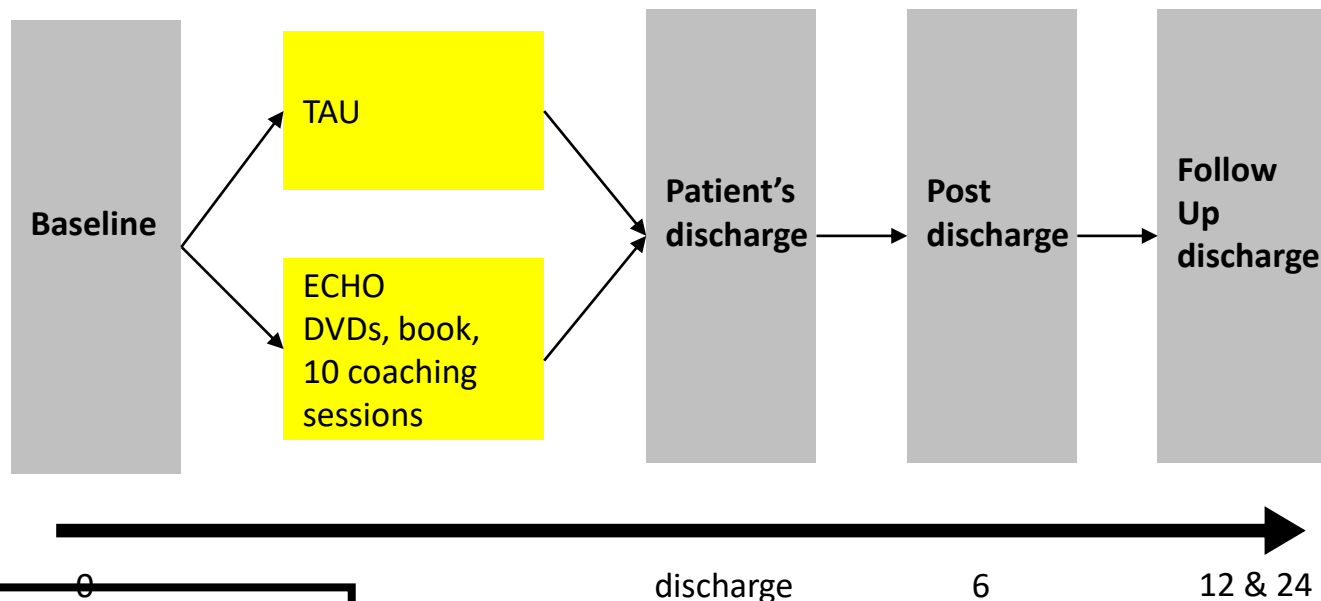 Baseline
TAU
ECHO
DVDs, book,
10 coaching
sessions
Patient’s
discharge
Post
discharge
Follow
Up
discharge
0
discharge
6
12 & 24